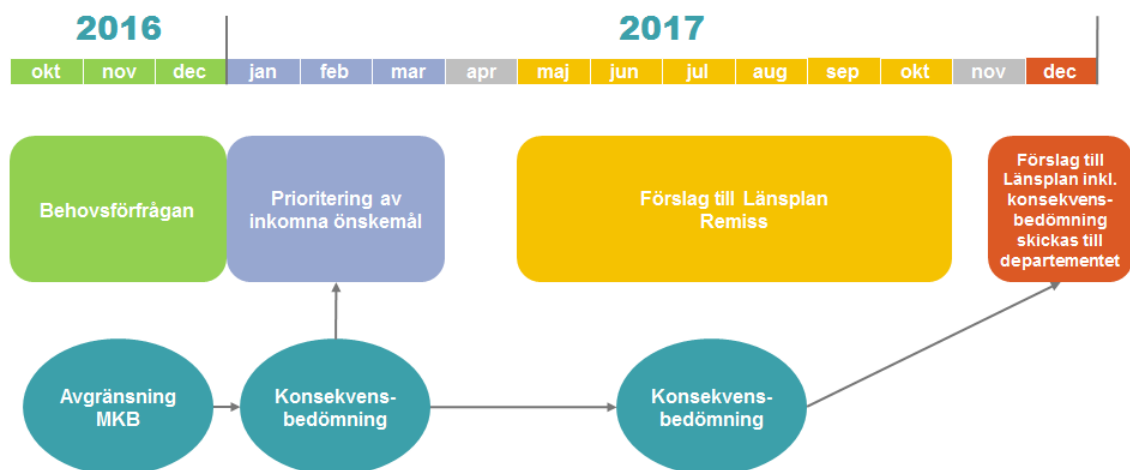 2016
2017
okt nov dec jan feb mar apr maj jun jul aug sep okt nov dec
Behovsförfrågan
Prioritering av
inkomna önskemål
Förslag till Länsplan
Remiss
Förslag till
Länsplan inkl.
konsekvens-
bedömning
skickas till
departementet
Avgränsning
MKB
Konsekvens-
bedömning
Konsekvens-
bedömning